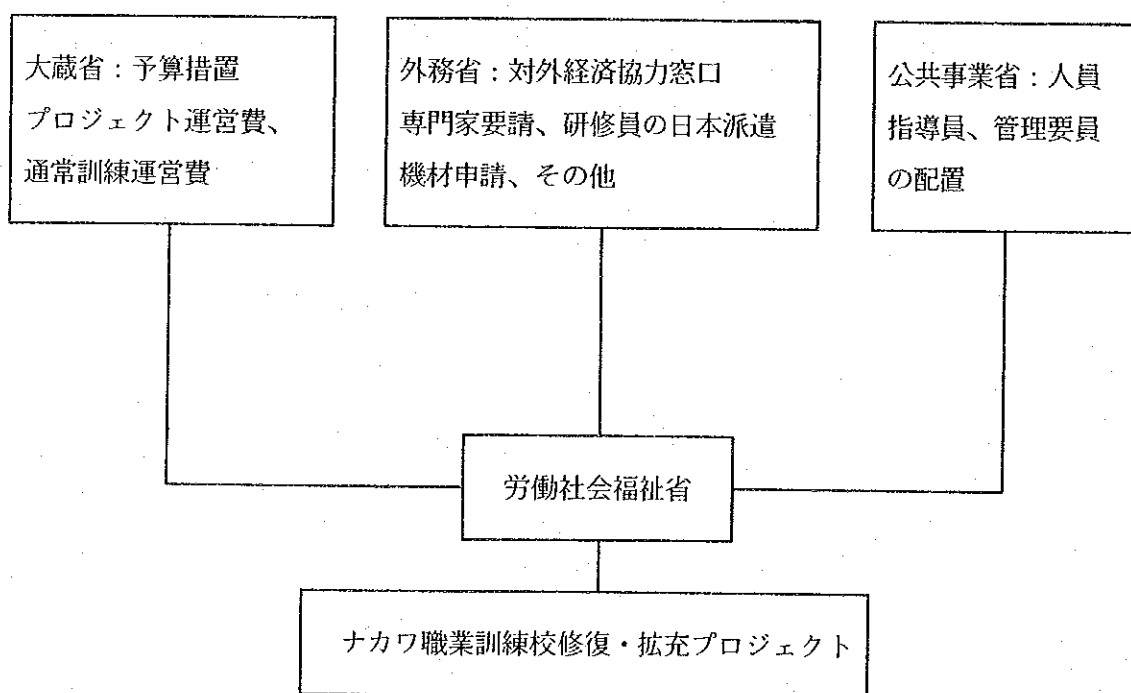 大蔵省：予算措置
プロジェクト運営費、
通常訓練運営費
外務省：対外経済協力窓口
専門家要請、研修員の日本派遣
機材申請、その他
公共事業省：人員
指導員、管理要員
の配置
労働社会福祉省
ナカワ職業訓練校修復・拡充プロジェクト